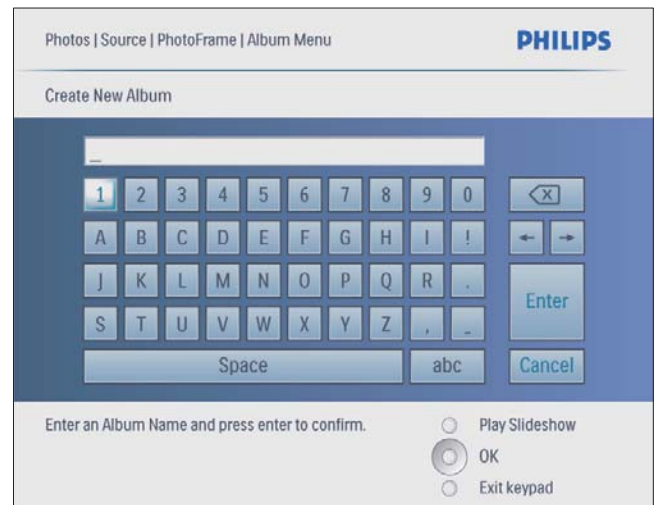 Photos | Source | PhotoFrame | Album Menu PHILIPS
Create New Album
_
1 2 3 4 5 6 7 8 9 0
A B C D E F G H I !
J K L M N O P Q R .
Enter
S T U V W X Y Z , _
Space abc Cancel
Enter an Album Name and press enter to confirm.
Play Slideshow
OK
Exit keypad